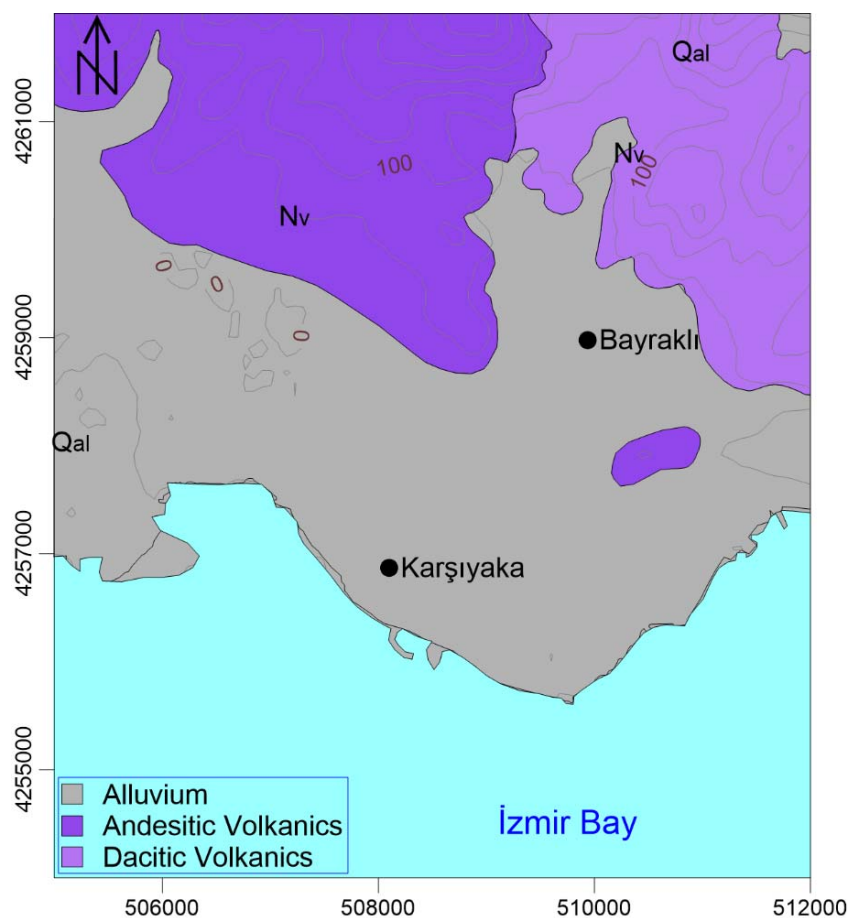 N
Qal
4261000
Nv
100
100
Nv
0
0
0
4259000
Bayraklı
Qal
4257000
Karşıyaka
4255000
Alluvium
Andesitic Volkanics
Dacitic Volkanics
İzmir Bay
506000
508000
510000
512000